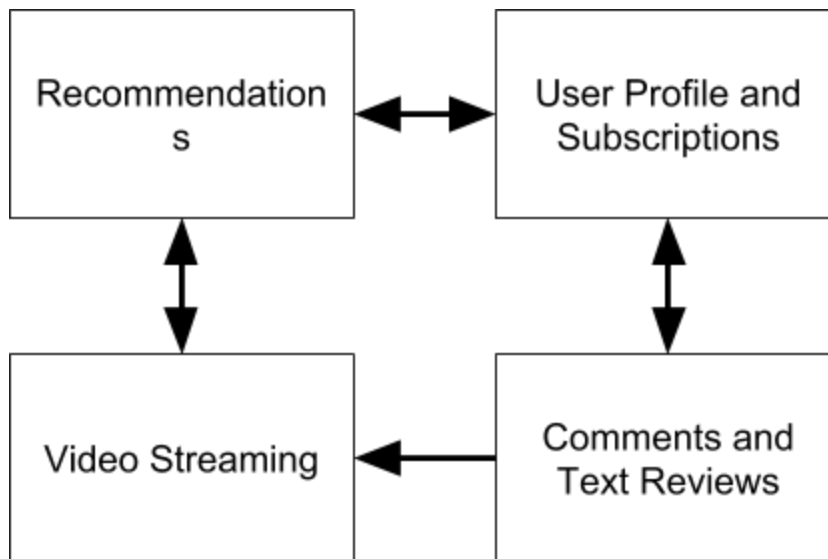 Recommendation
s
User Profile and
Subscriptions
Video Streaming
Comments and
Text Reviews